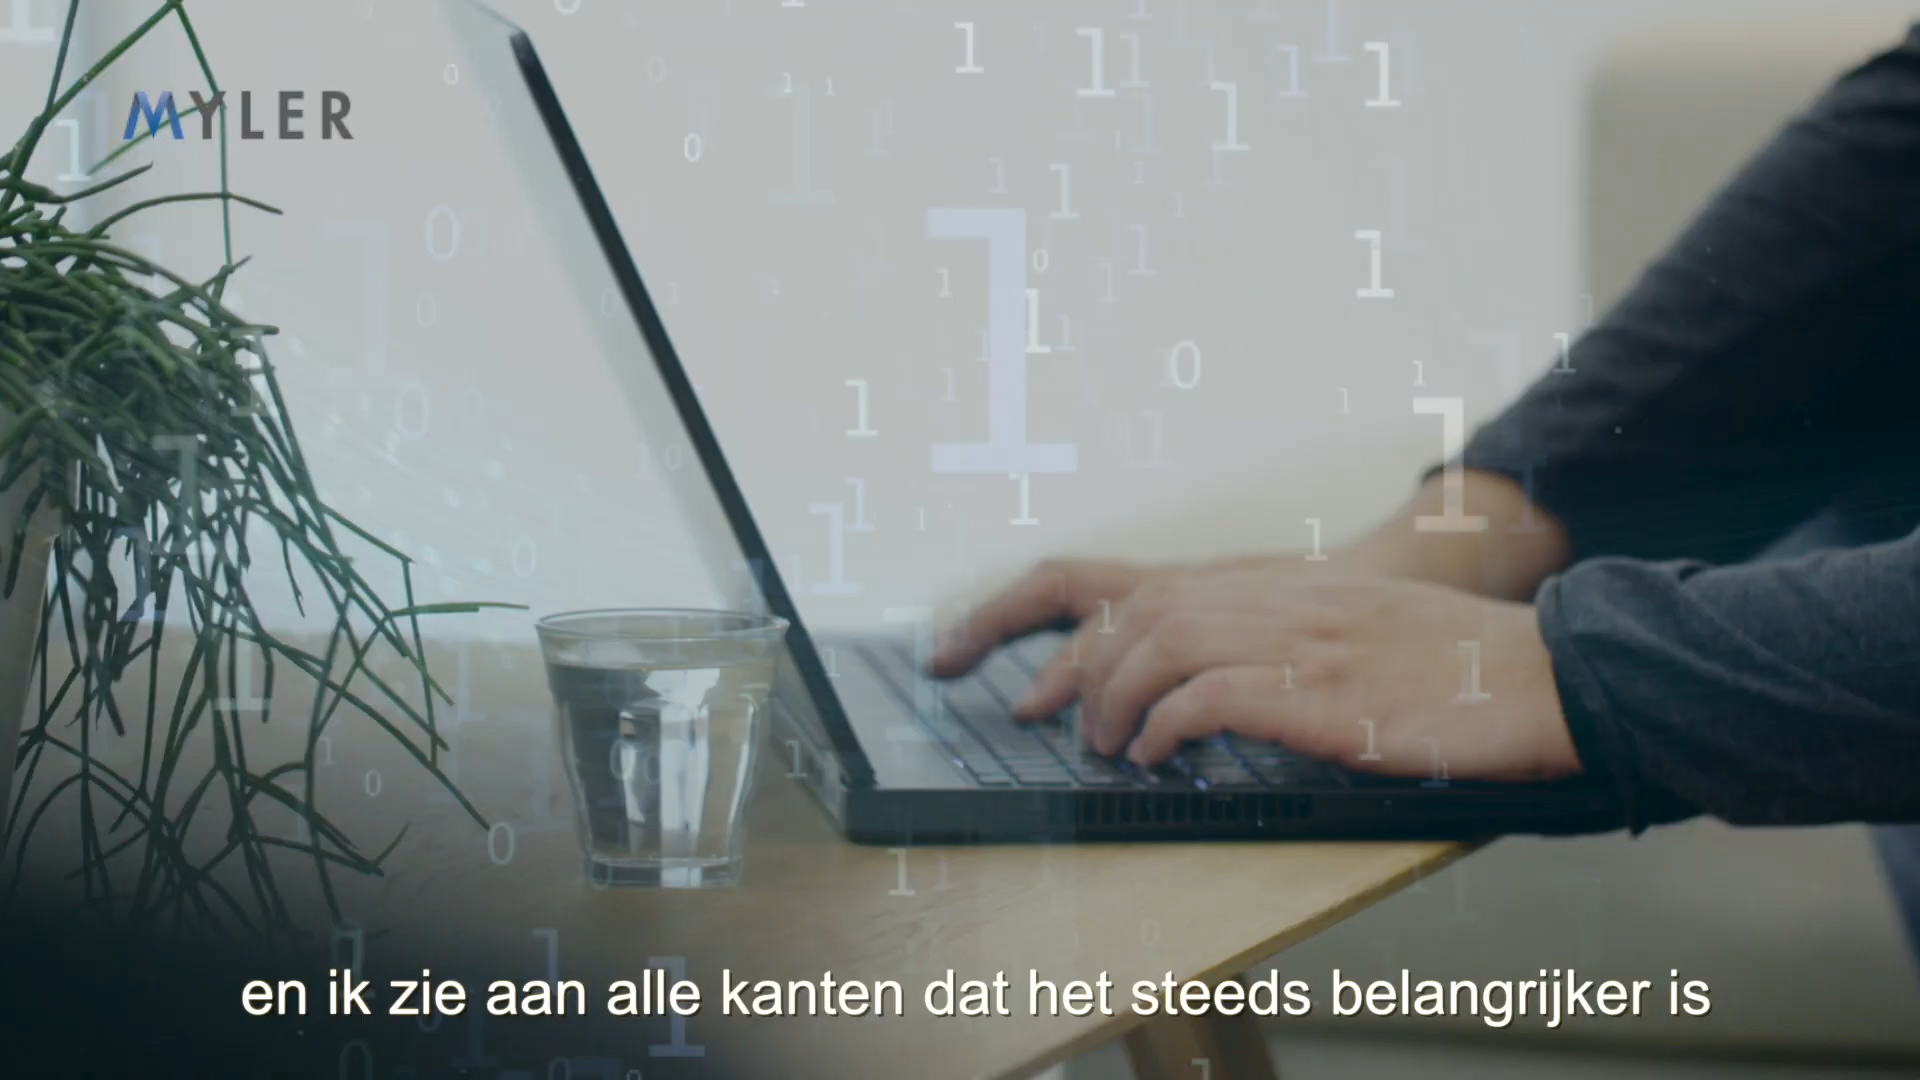 MYLER
en ik zie aan alle kanten dat het steeds belangrijker is